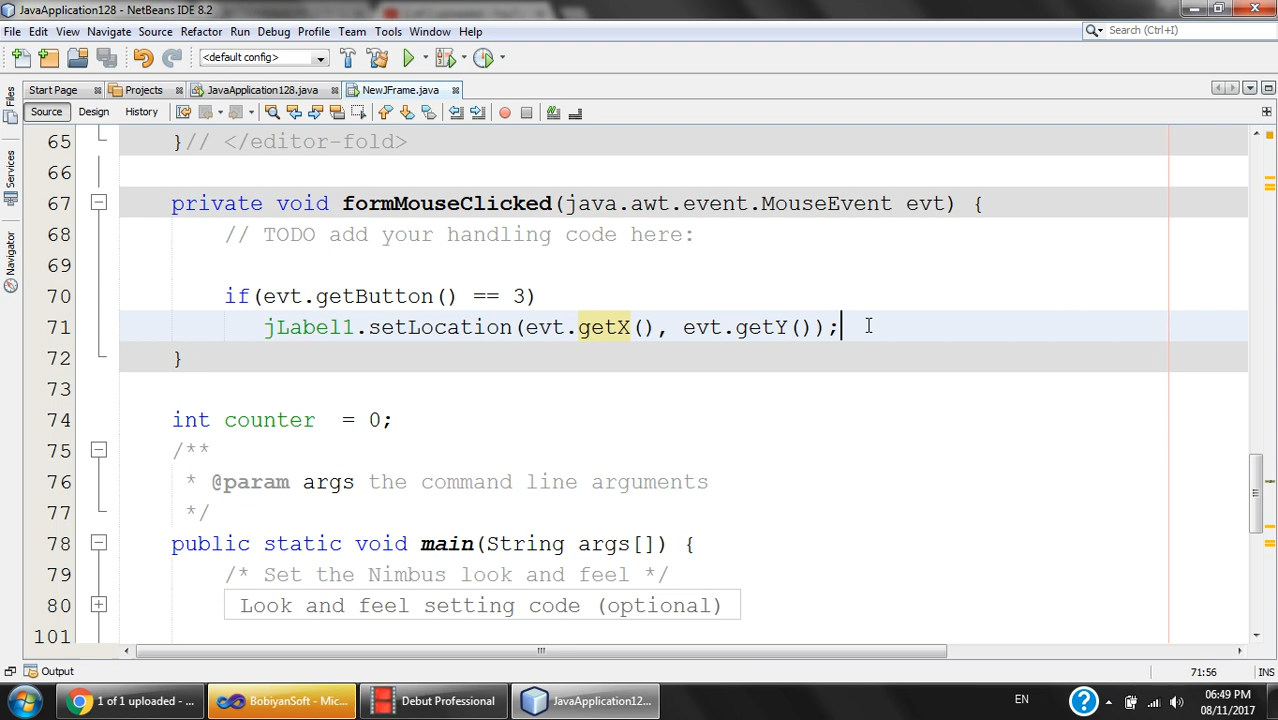 JavaApplication128 - NetBeans IDE 8.2
File Edit View Navigate Source Refactor Run Debug Profile Team Tools Window Help
Search (Ctrl+I)
<default config>
Start Page Projects JavaApplication128.java NewJFrame.java
Source Design History
Files
Services
Navigator
65 }// </editor-fold>
66
67 private void formMouseClicked(java.awt.event.MouseEvent evt) {
68 // TODO add your handling code here:
69
70 if(evt.getButton() == 3)
71 jLabel1.setLocation(evt.getX(), evt.getY());
72 }
73
74 int counter = 0;
75 /**
76 * @param args the command line arguments
77 */
78 public static void main(String args[]) {
79 /* Set the Nimbus look and feel */
80 Look and feel setting code (optional)
101
Output
71:56 INS
1 of 1 uploaded - ... BobiyanSoft - Mic... Debut Professional JavaApplication12...
EN
06:49 PM
08/11/2017